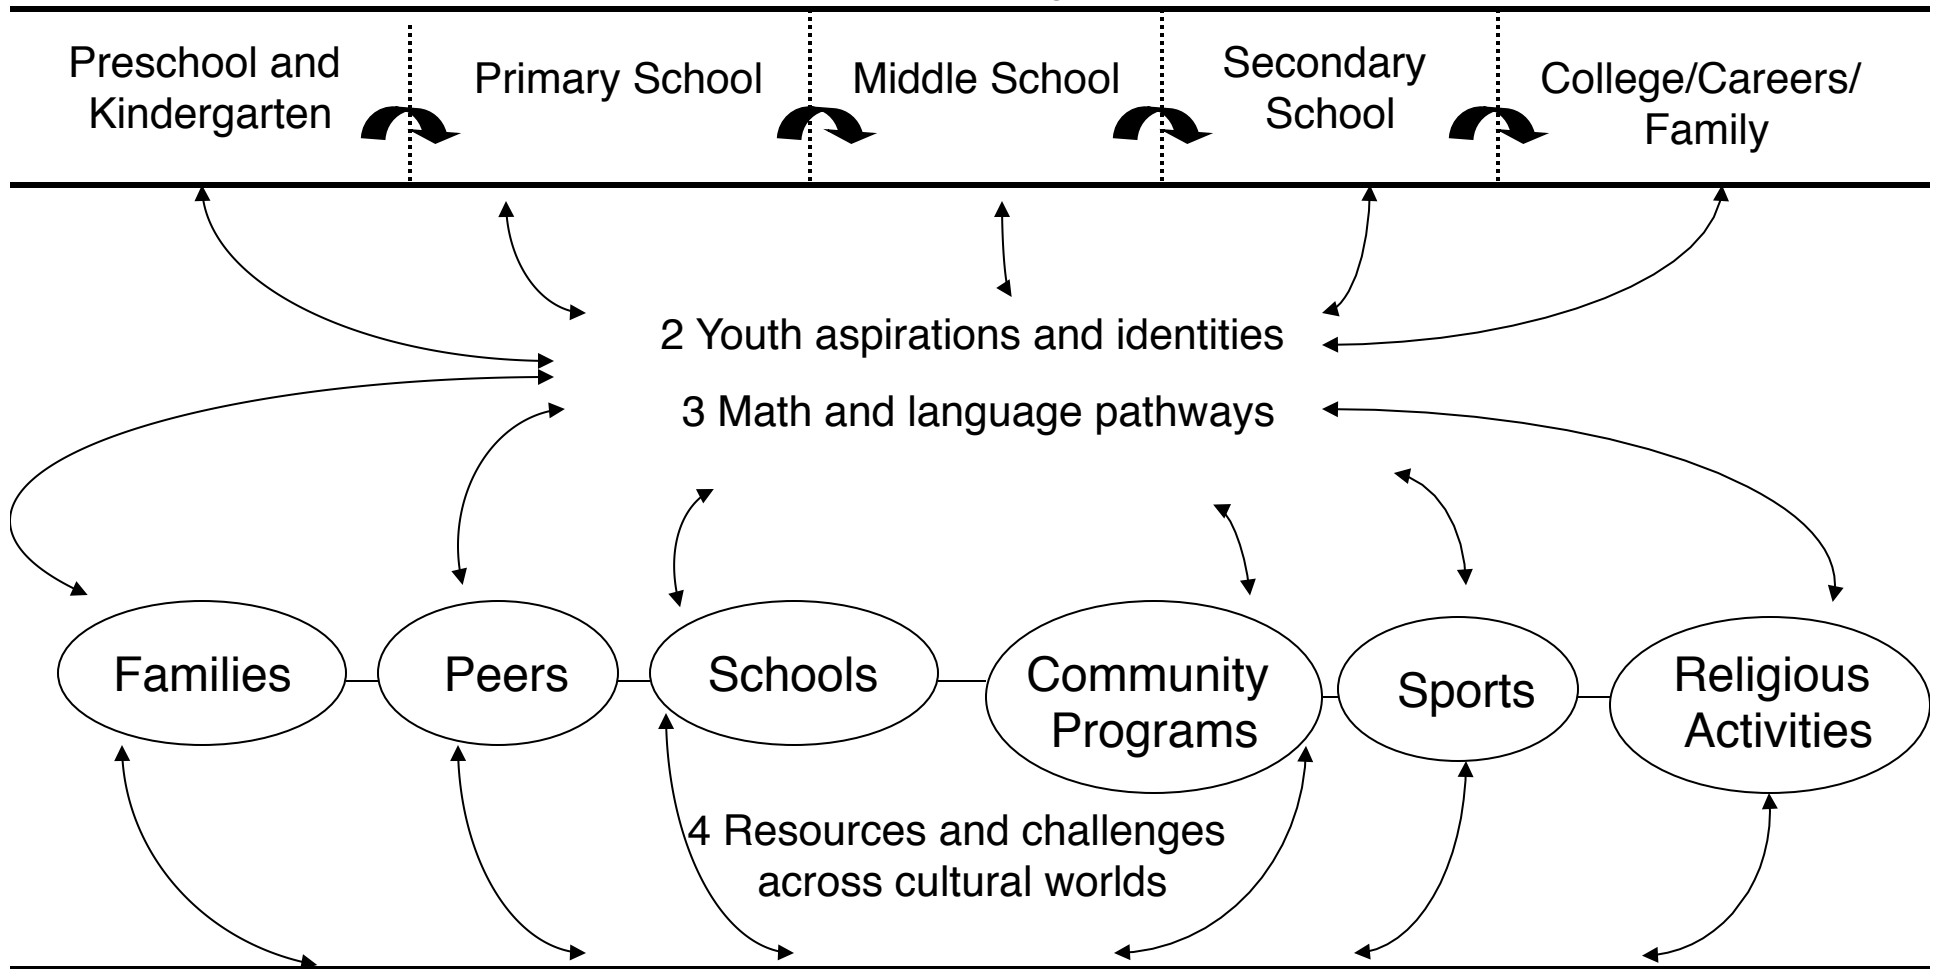 Preschool and
Kindergarten
Primary School
Middle School
Secondary
School
College/Careers/
Family
2 Youth aspirations and identities
3 Math and language pathways
Families
Peers
Schools
Community
Programs
Sports
Religious
Activities
4 Resources and challenges
across cultural worlds